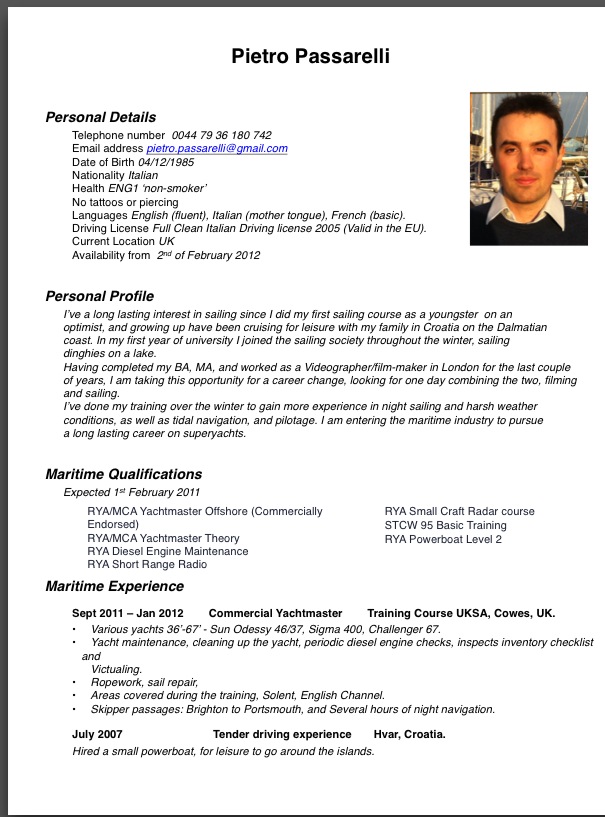 Pietro Passarelli
Personal Details
Telephone number 0044 79 36 180 742
Email address pietro.passarelli@gmail.com
Date of Birth 04/12/1985
Nationality Italian
Health ENG1 ‘non-smoker’
No tattoos or piercing
Languages English (fluent), Italian (mother tongue), French (basic).
Driving License Full Clean Italian Driving license 2005 (Valid in the EU).
Current Location UK
Availability from 2nd of February 2012
Personal Profile
I’ve a long lasting interest in sailing since I did my first sailing course as a youngster on an
optimist, and growing up have been cruising for leisure with my family in Croatia on the Dalmatian
coast. In my first year of university I joined the sailing society throughout the winter, sailing
dinghies on a lake.
Having completed my BA, MA, and worked as a Videographer/film-maker in London for the last couple
of years, I am taking this opportunity for a career change, looking for one day combining the two, filming
and sailing.
I’ve done my training over the winter to gain more experience in night sailing and harsh weather
conditions, as well as tidal navigation, and pilotage. I am entering the maritime industry to pursue
a long lasting career on superyachts.
Maritime Qualifications
Expected 1st February 2011
RYA/MCA Yachtmaster Offshore (Commercially
Endorsed)
RYA/MCA Yachtmaster Theory
RYA Diesel Engine Maintenance
RYA Short Range Radio
RYA Small Craft Radar course
STCW 95 Basic Training
RYA Powerboat Level 2
Maritime Experience
Sept 2011 – Jan 2012 Commercial Yachtmaster Training Course UKSA, Cowes, UK.
• Various yachts 36’-67’ - Sun Odessy 46/37, Sigma 400, Challenger 67.
• Yacht maintenance, cleaning up the yacht, periodic diesel engine checks, inspects inventory checklist
and
Victualing.
• Ropework, sail repair,
• Areas covered during the training, Solent, English Channel.
• Skipper passages: Brighton to Portsmouth, and Several hours of night navigation.
July 2007 Tender driving experience Hvar, Croatia.
Hired a small powerboat, for leisure to go around the islands.